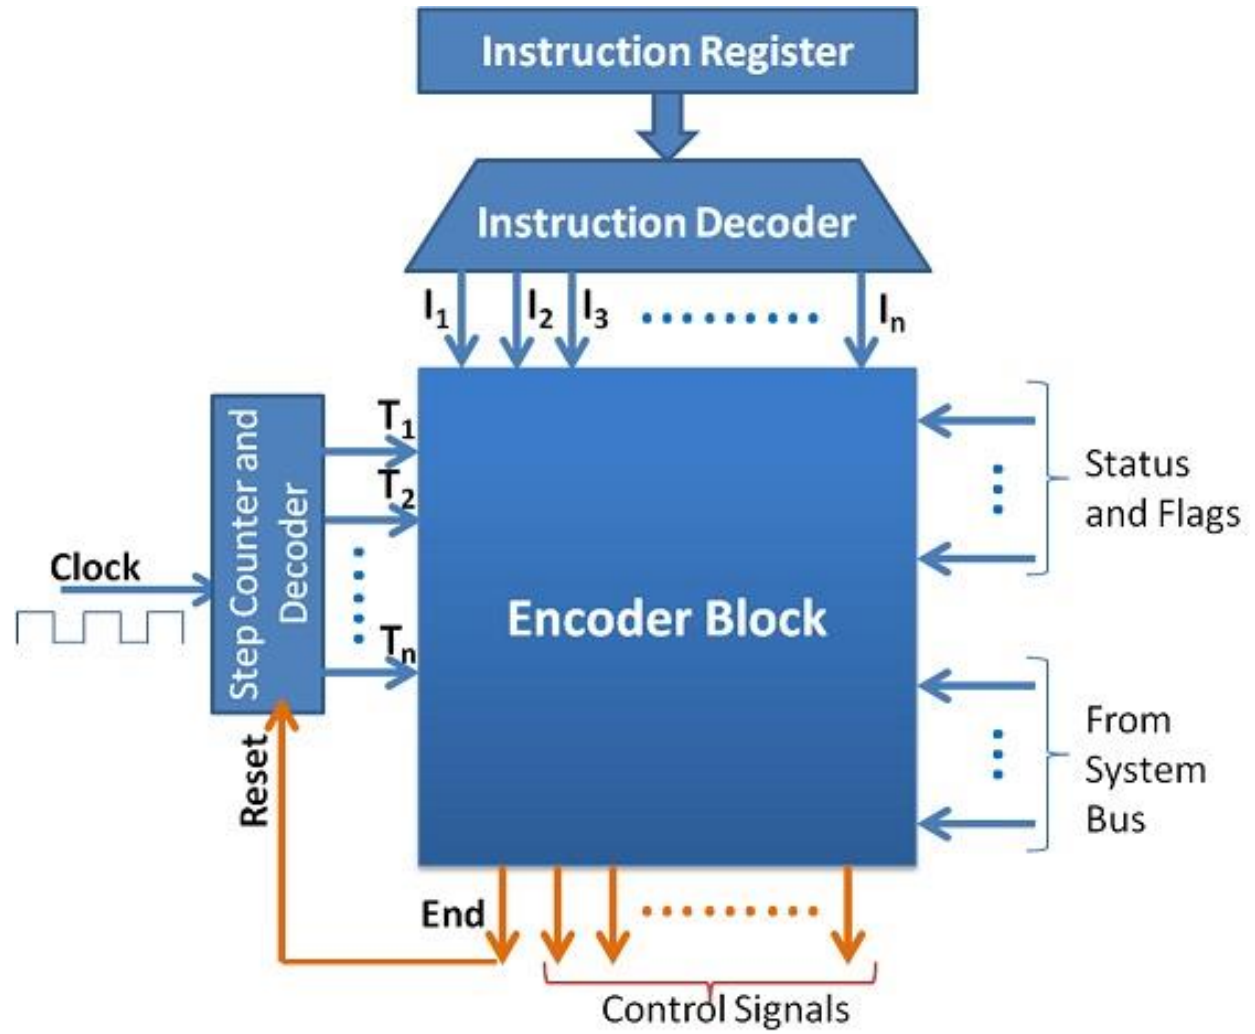 Instruction Register
Instruction Decoder
I1 I2 I3 In
Step Counter and
Decoder
T1
T2
Tn
Clock
Reset
Encoder Block
Status
and Flags
From
System
Bus
End
Control Signals